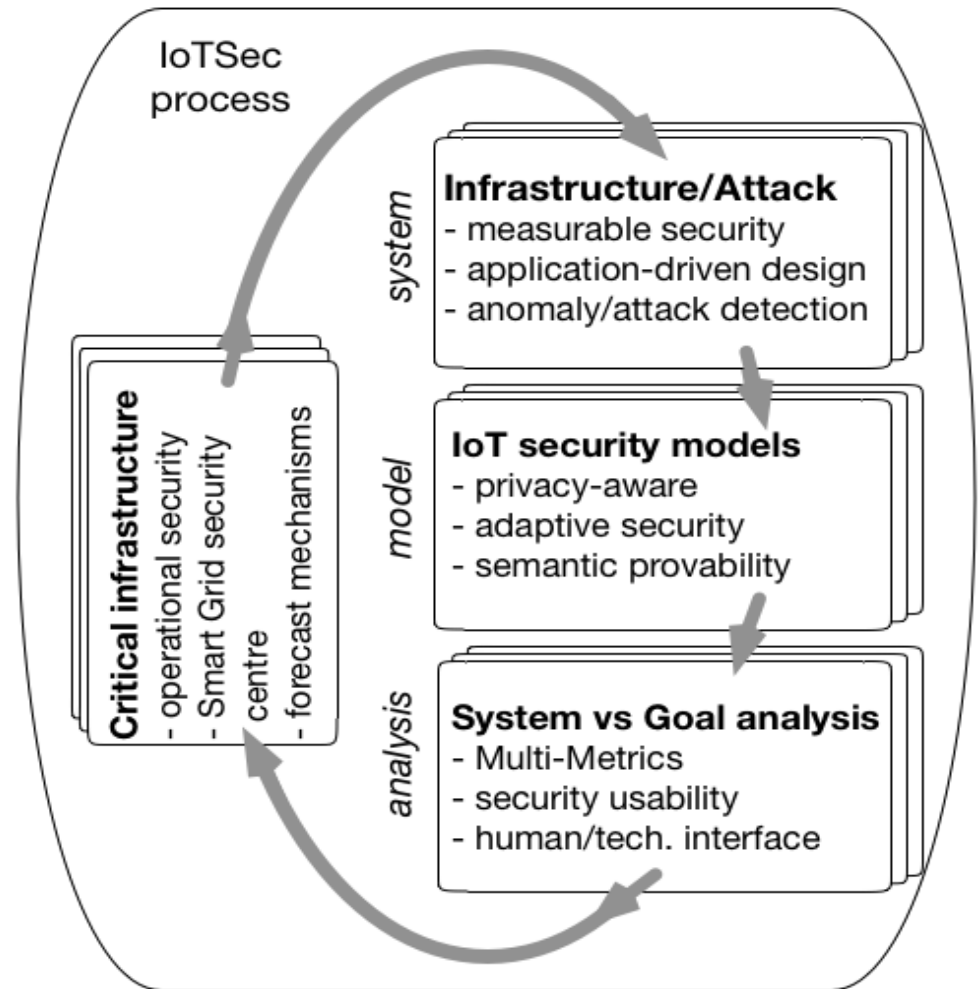 IoTSec
process
system
Infrastructure/Attack
- measurable security
- application-driven design
- anomaly/attack detection
model
IoT security models
- privacy-aware
- adaptive security
- semantic provability
analysis
System vs Goal analysis
- Multi-Metrics
- security usability
- human/tech. interface
Critical infrastructure
- operational security
- Smart Grid security
centre
- forecast mechanisms